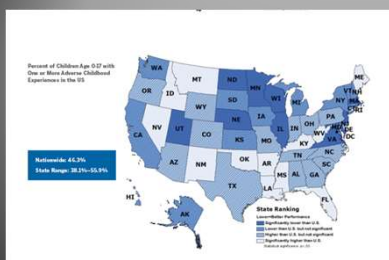 Percent of Children Age 0-17 with
One or More Adverse Childhood
Experiences in the US
Nationwide: 46.3%
State Range: 38.1%–55.9%
WA
MT
ND
MN
ME
OR
ID
WY
SD
WI
MI
VT
NH
NY
MA
CT
RI
NV
UT
CO
NE
IA
IL
IN
OH
PA
NJ
DE
DC
CA
KS
MO
KY
WV
VA
AZ
NM
OK
AR
TN
NC
SC
TX
LA
MS
AL
GA
FL
HI
AK
State Ranking
Lower=Better Performance
Significantly lower than U.S.
Lower than U.S. but not significant
Higher than U.S. but not significant
Significantly higher than U.S.